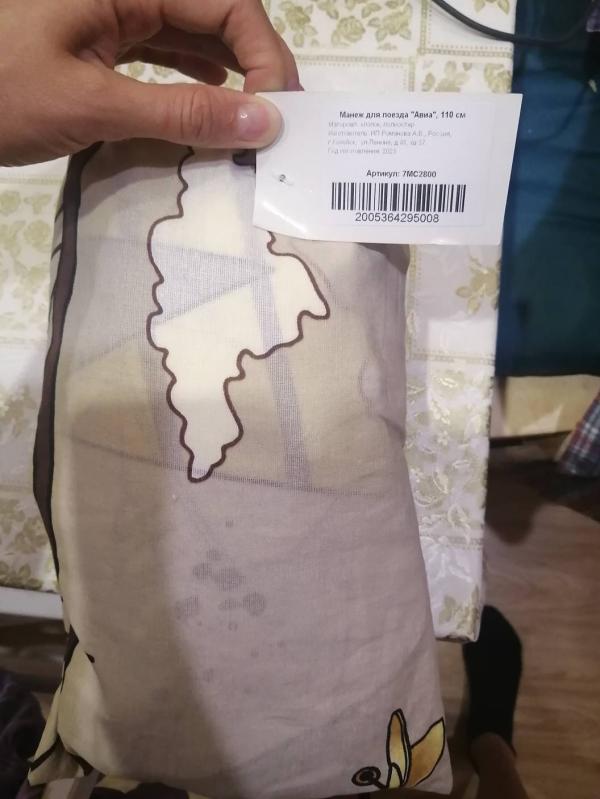 Манеж для поезда "Авиа", 110 см
Материал: хлопок, полиэстер
Изготовитель: ИП Романова А.В., Россия,
Год изготовления: 2023
Артикул: 7МС2800
2005364295008